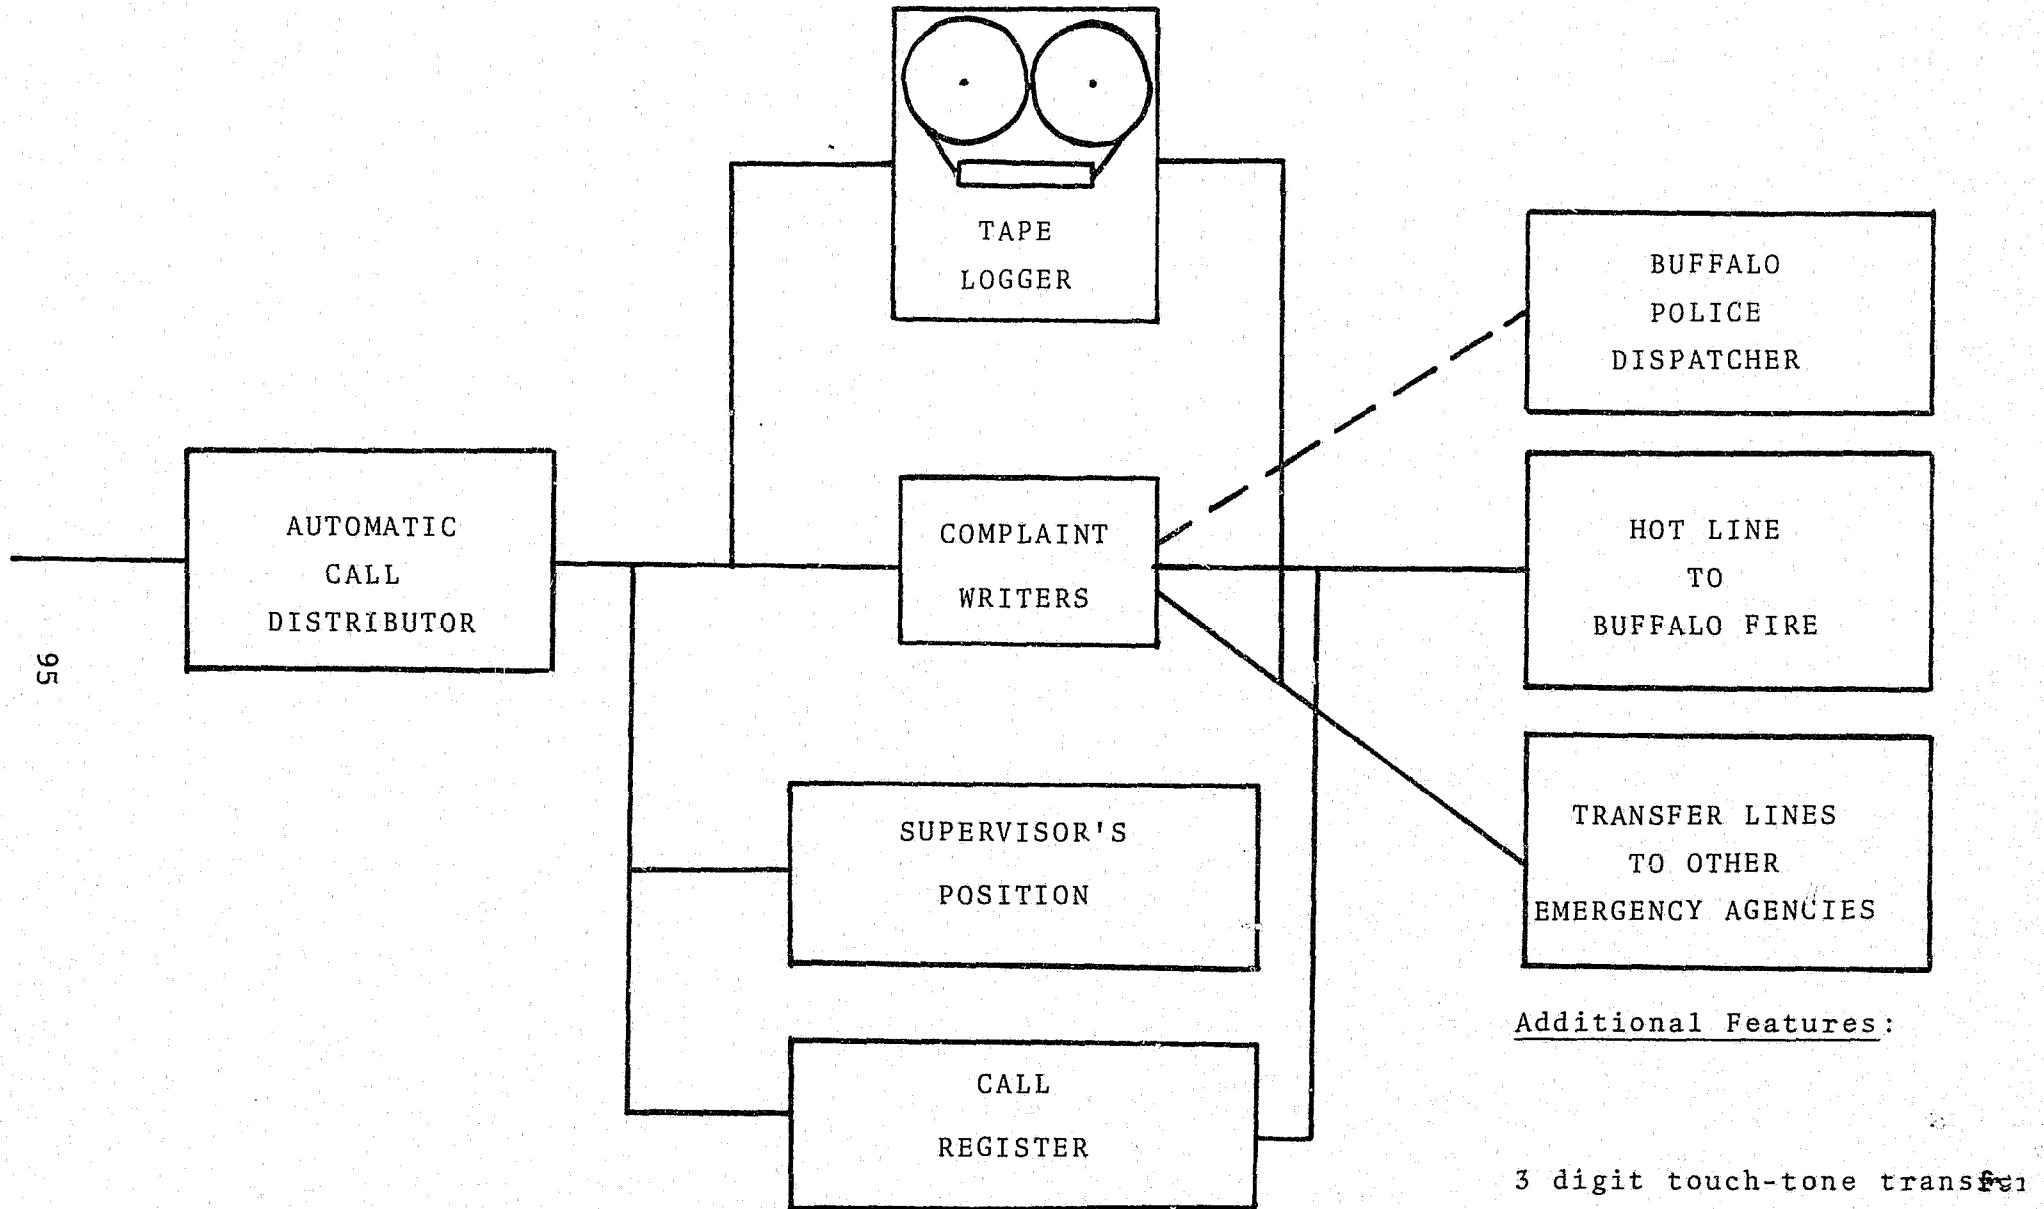 TAPE
LOGGER
BUFFALO
POLICE
DISPATCHER
AUTOMATIC
CALL
DISTRIBUTOR
COMPLAINT
WRITERS
HOT LINE
TO
BUFFALO FIRE
95
SUPERVISOR'S
POSITION
TRANSFER LINES
TO OTHER
EMERGENCY AGENCIES
Additional Features:
CALL
REGISTER
3 digit touch-tone